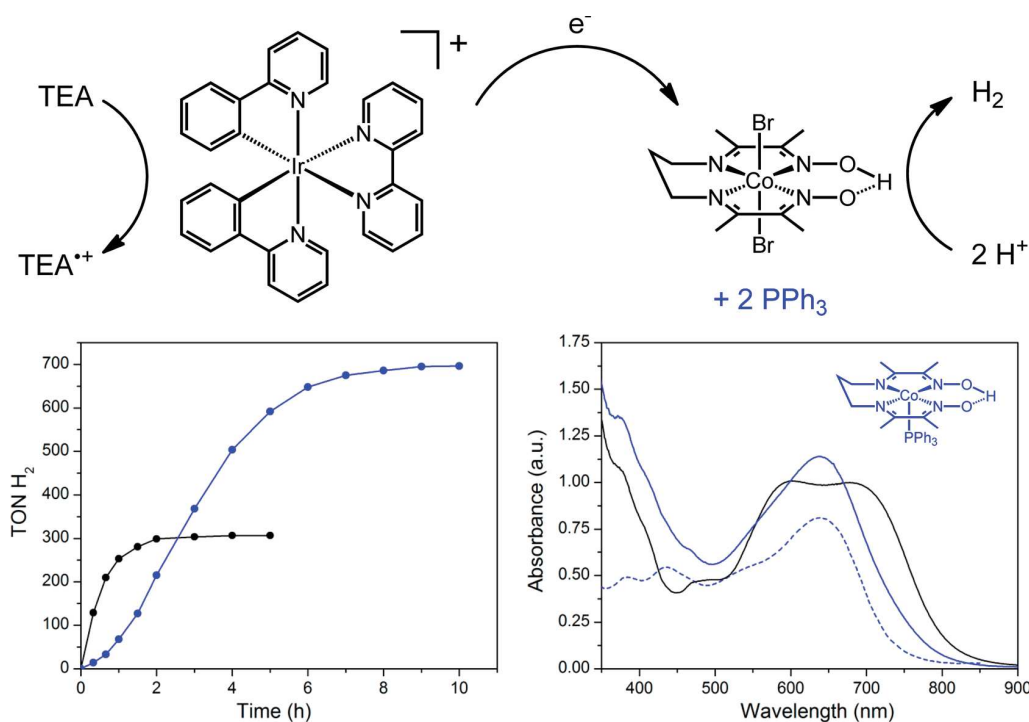 TEA
TEA•+
N
N
N
N
Ir
+
e-
Br
N
N
N
N
Co
O
O
H
Br
+ 2 PPh3
H2
2 H+
TON H2
700
600
500
400
300
200
100
0
0 2 4 6 8 10
Time (h)
Absorbance (a.u.)
1.75
1.50
1.25
1.00
0.75
0.50
0.25
0.00
400 500 600 700 800 900
Wavelength (nm)
N
N
N
N
Co
O
O
H
PPh3